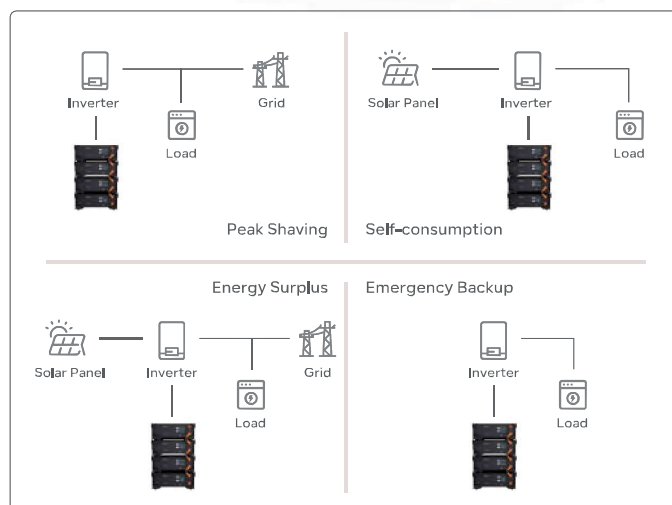 Inverter
Grid
Load
Peak Shaving
Solar Panel
Inverter
Load
Self-consumption
Energy Surplus
Solar Panel
Inverter
Grid
Load
Emergency Backup
Inverter
Load